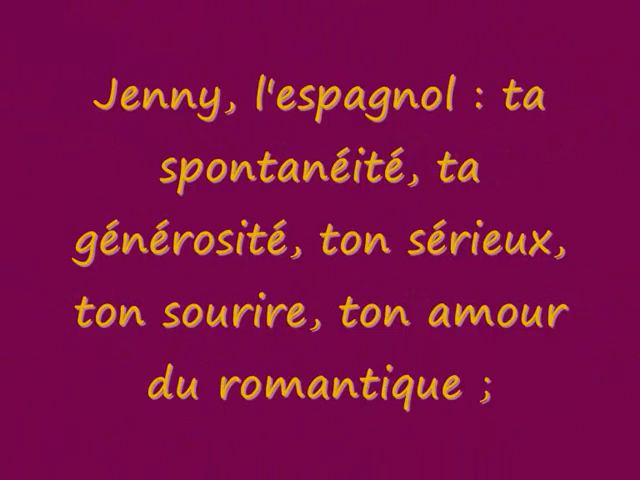 Jenny, l'espagnol : ta
spontanéité, ta
générosité, ton sérieux,
ton sourire, ton amour
du romantique ;